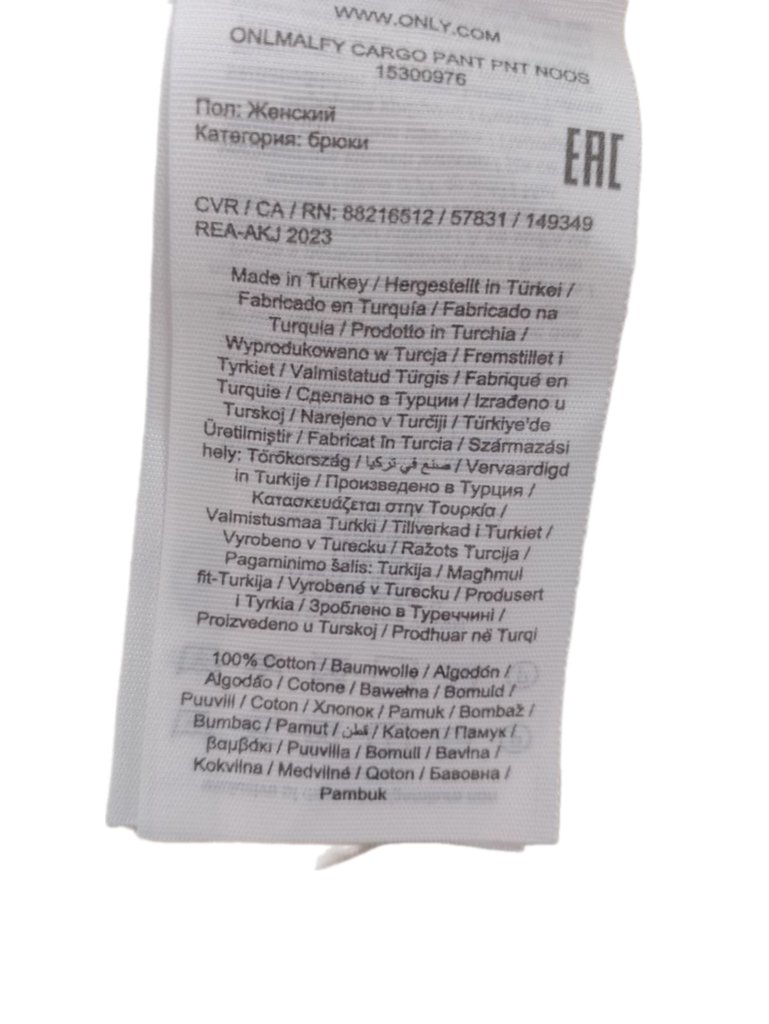 WWW.ONLY.COM
ONLMALFY CARGO PANT PNT NOOS
15300976
Пол: Женский
Категория: брюки
EAC
CVR / CA / RN: 88216512 / 57831 / 149349
REA-AKJ 2023
Made in Turkey / Hergestellt in Türkei /
Fabricado en Turquía / Fabricado na
Turquia / Prodotto in Turchia /
Wyprodukowano w Turcja / Fremstillet i
Tyrkiet / Valmistatud Türgis / Fabriqué en
Turquie / Сделано в Турции / Izrađeno u
Turskoj / Narejeno v Turčiji / Türkiye'de
Üretilmiştir / Fabricat în Turcia / Származási
hely: Törökország / صنع في تركيا / Vervaardigd
in Turkije / Произведено в Турция /
Κατασκευάζεται στην Τουρκία /
Valmistusmaa Turkki / Tillverkad i Turkiet /
Vyrobeno v Turecku / Ražots Turcija /
Pagaminimo šalis: Turkija / Magħmul
fit-Turkija / Vyrobené v Turecku / Produsert
i Tyrkia / Зроблено в Туреччині /
Proizvedeno u Turskoj / Prodhuar në Turqi
100% Cotton / Baumwolle / Algodón /
Algodão / Cotone / Bawełna / Bomuld /
Puuvill / Coton / Хлопок / Pamuk / Bombaž /
Bumbac / Pamut / قطن / Katoen / Памук /
βαμβάκι / Puuvilla / Bomull / Bavlna /
Kokvilna / Medvilnė / Qoton / Бавовна /
Pambuk